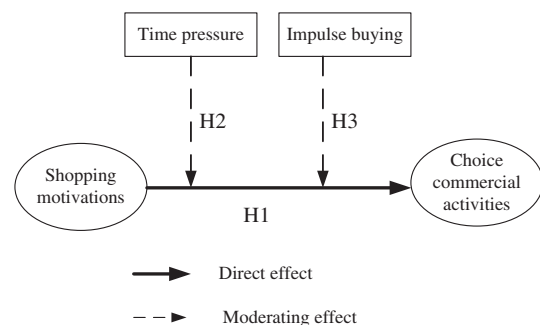 Time pressure
Impulse buying
H2
H3
Shopping
motivations
Choice
commercial
activities
H1
Direct effect
Moderating effect